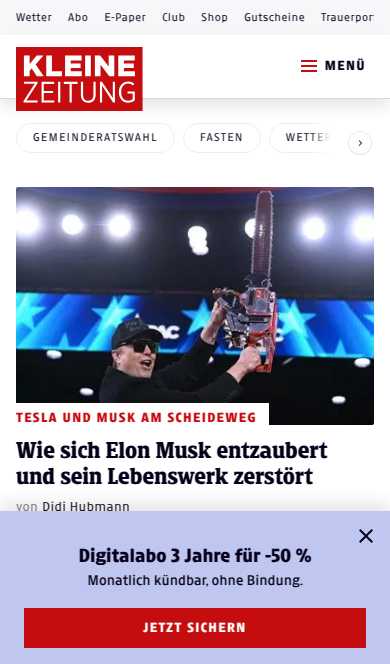 Wetter Abo E-Paper Club Shop Gutscheine
KLEINE
ZEITUNG
MENÜ
GEMEINDERATSWAHL FASTEN
TESLA UND MUSK AM SCHEIDEWEG
Wie sich Elon Musk entzaubert
und sein Lebenswerk zerstört
von Didi Hubmann
Digitalabo 3 Jahre für -50 %
Monatlich kündbar, ohne Bindung.
JETZT SICHERN